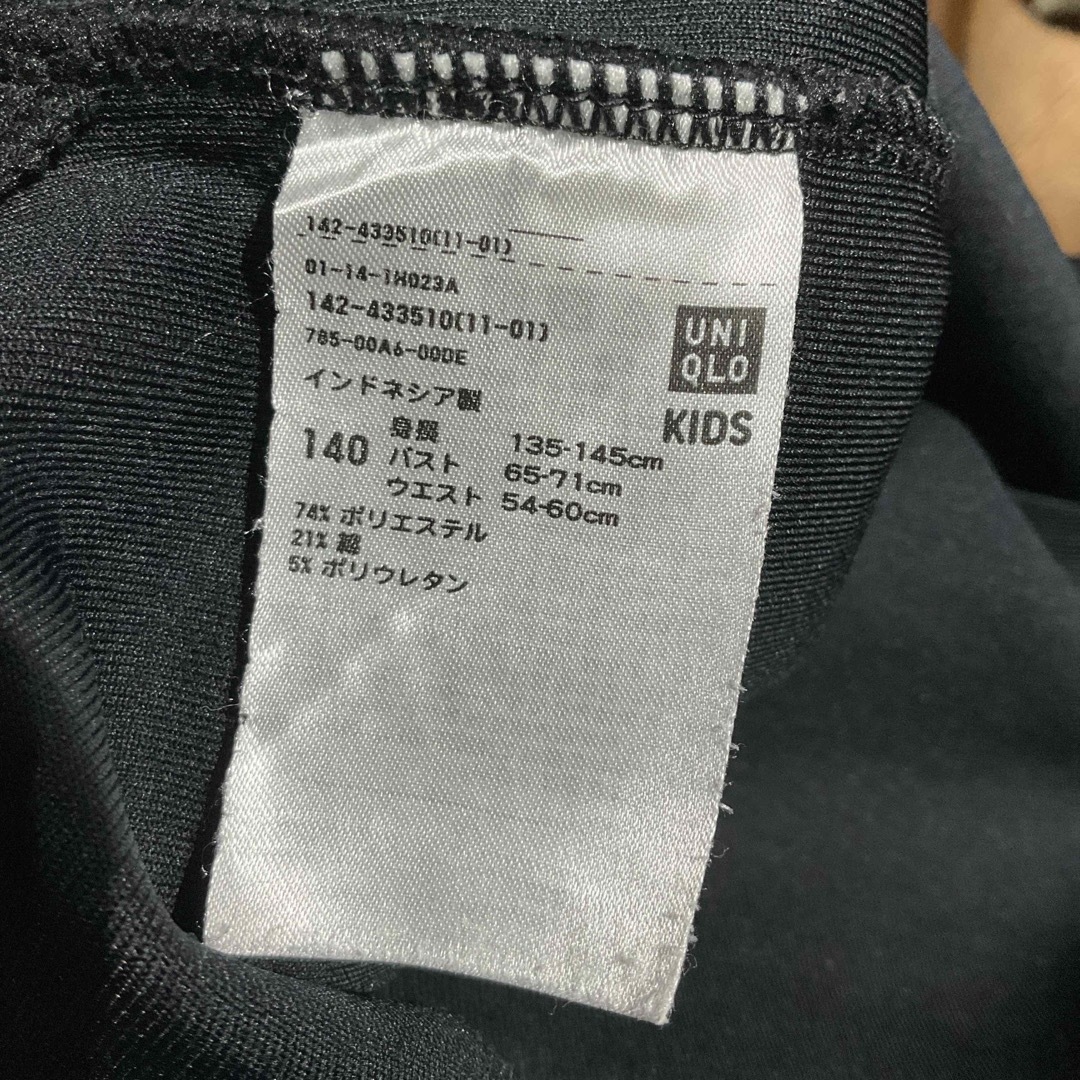 142-433510(11-01)
01-14-1H023A
142-433510(11-01)
785-00A6-00DE
インドネシア製
UNI
QLO
KIDS
140 身長 135-145cm
バスト 65-71cm
ウエスト 54-60cm
74% ポリエステル
21% 綿
5% ポリウレタン